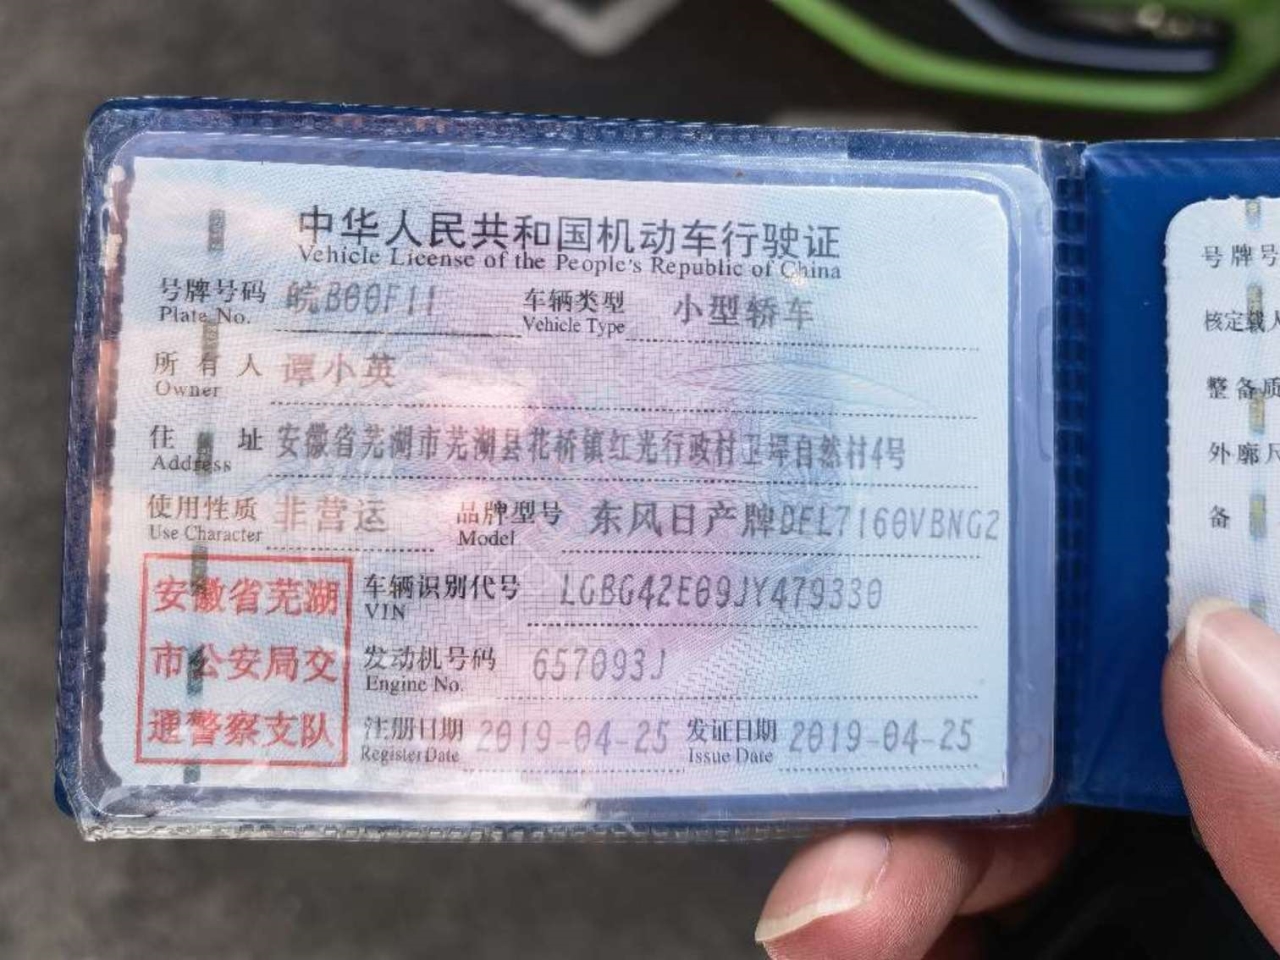 中华人民共和国机动车行驶证
Vehicle License of the People's Republic of China
号牌号码 皖B00F11 车辆类型 小型轿车
Plate No. Vehicle Type
所有人 谭小英
Owner
住址 安徽省芜湖市芜湖县花桥镇红光行政村卫埠自然村4号
Address
使用性质 非营运 品牌型号 东风日产牌DFL7160VBNG2
Use Character Model
安徽省芜湖
市公安局交
通警察支队
车辆识别代号 LGBG42E09JY479330
VIN
发动机号码 657093J
Engine No.
注册日期 2019-04-25 发证日期 2019-04-25
Register Date Issue Date
号牌号
核定载人
整备质
外廓尺
备